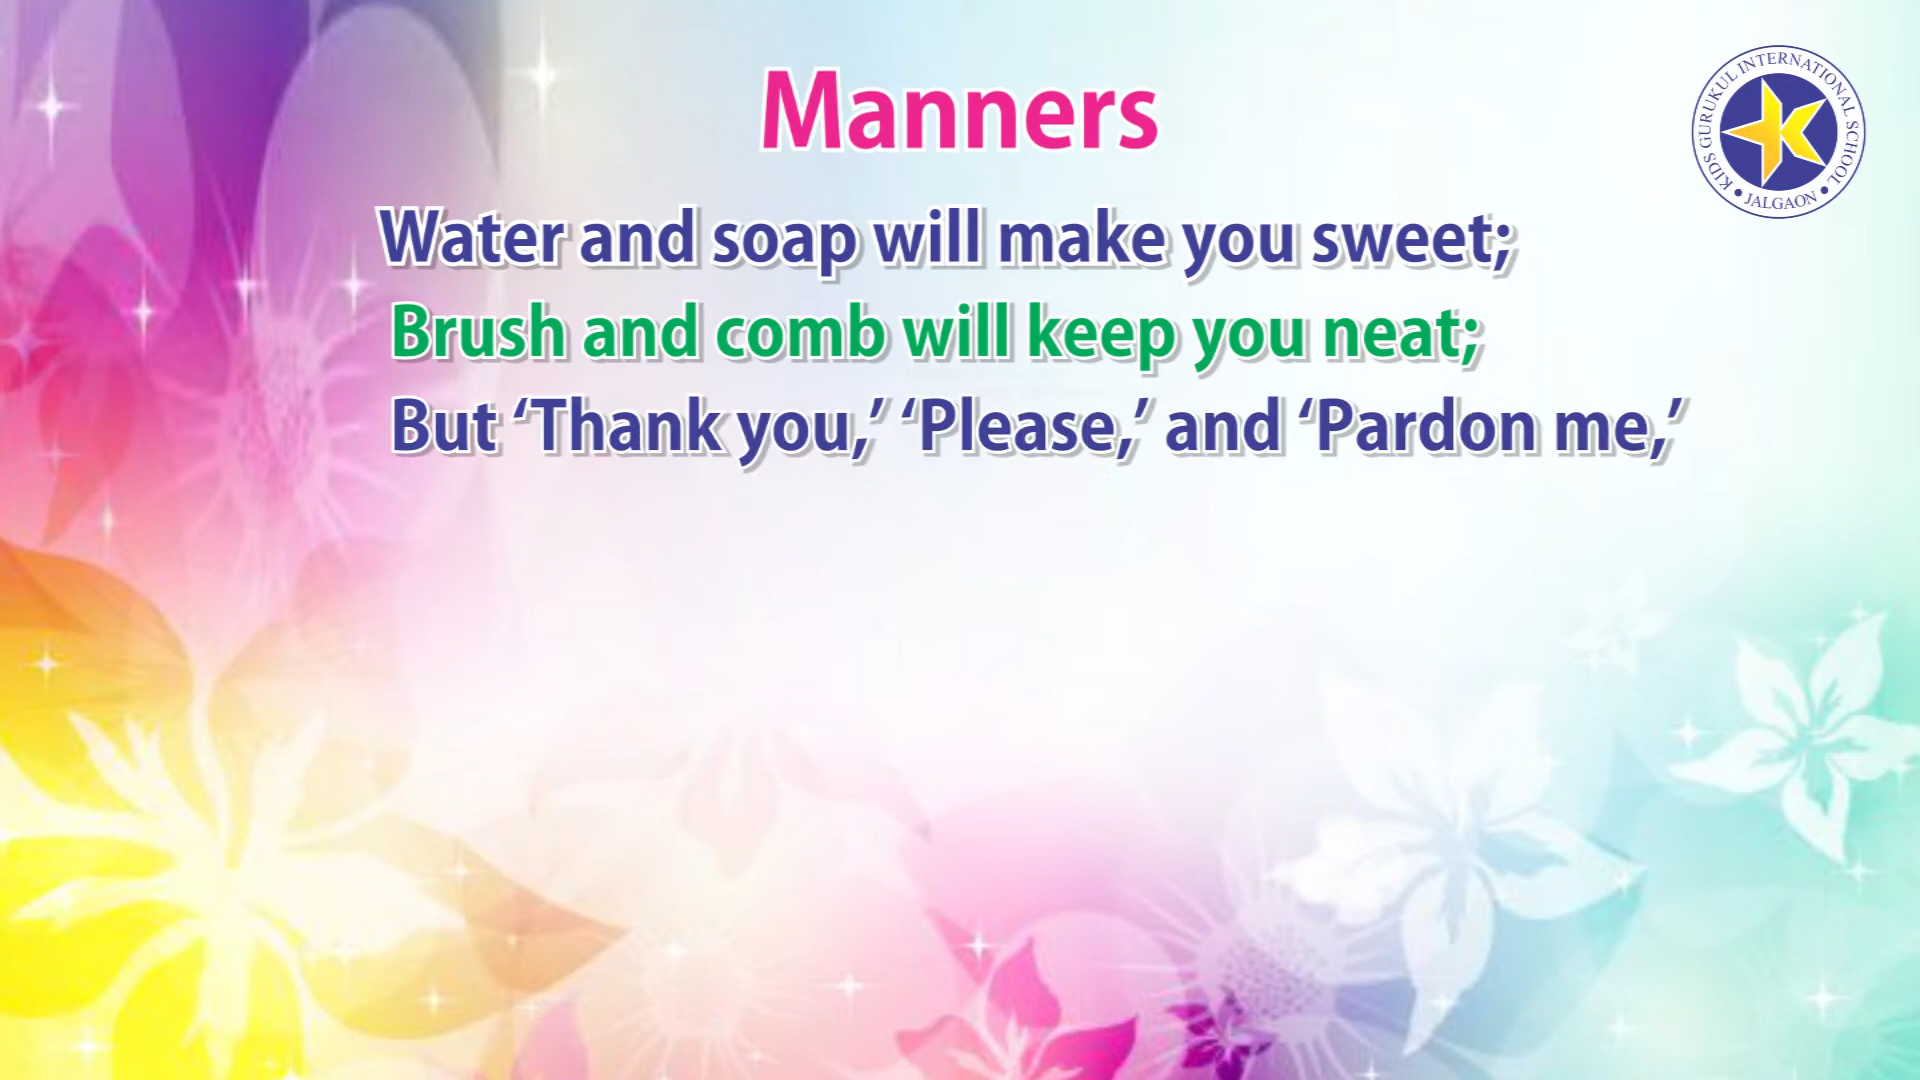 Manners
KIDS GURUKUL INTERNATIONAL SCHOOL
• JALGAON •
Water and soap will make you sweet;
Brush and comb will keep you neat;
But ‘Thank you,’ ‘Please,’ and ‘Pardon me,’